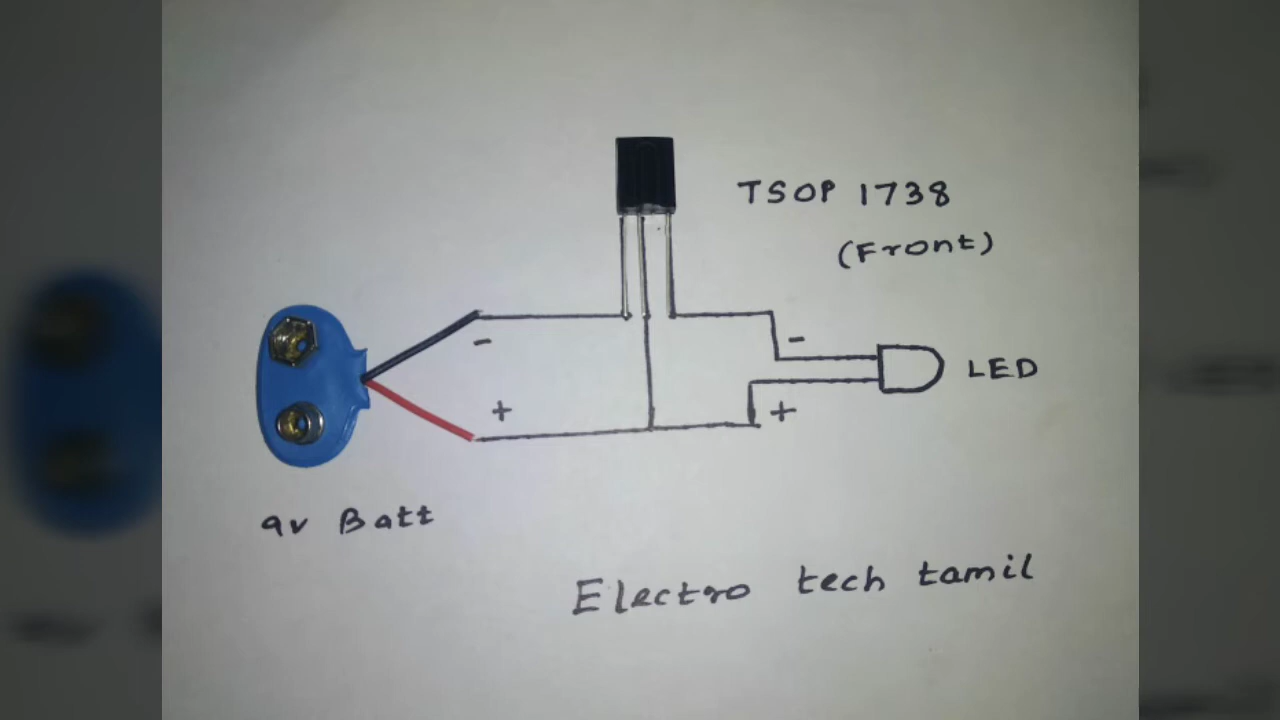 TSOP 1738
(Front)
-
-
LED
+
+
9v Batt
Electro tech tamil